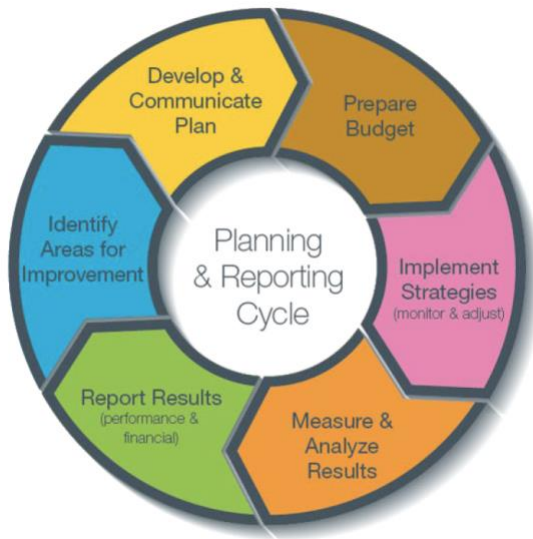 Planning
& Reporting
Cycle
Develop &
Communicate
Plan
Prepare
Budget
Implement
Strategies
(monitor & adjust)
Measure &
Analyze
Results
Report Results
(performance &
financial)
Identify
Areas for
Improvement